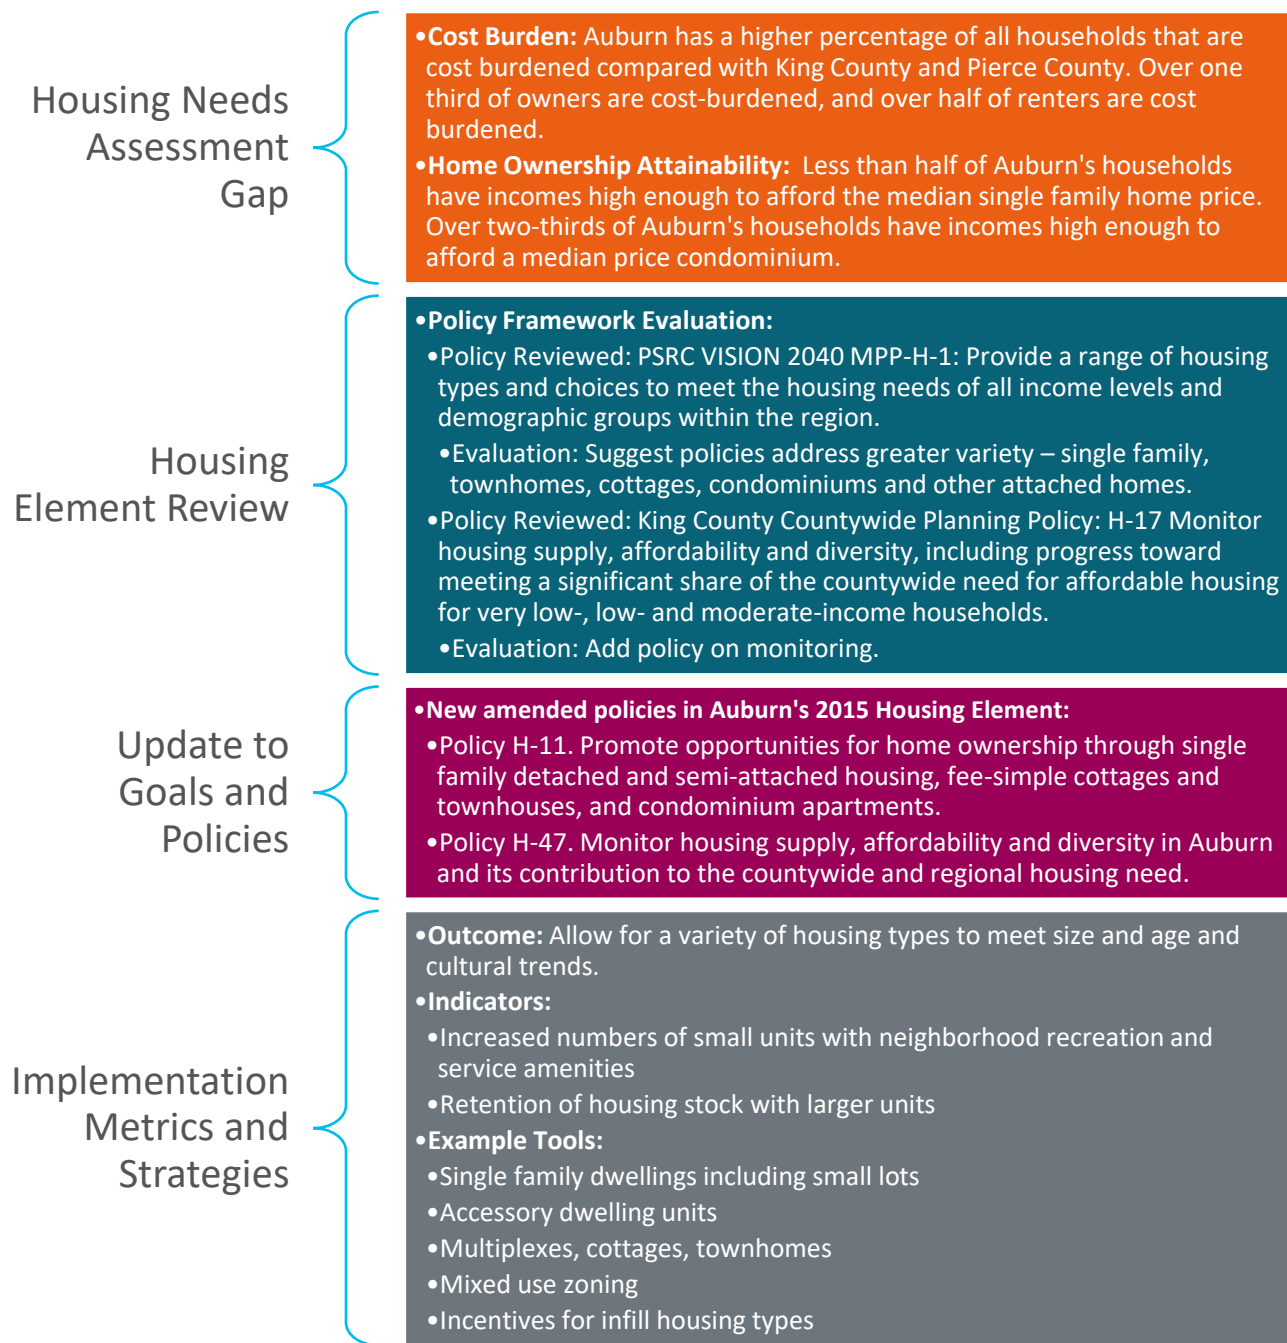 Housing Needs
Assessment
Gap
•Cost Burden: Auburn has a higher percentage of all households that are
cost burdened compared with King County and Pierce County. Over one
third of owners are cost-burdened, and over half of renters are cost
burdened.
•Home Ownership Attainability:  Less than half of Auburn's households
have incomes high enough to afford the median single family home price.
Over two-thirds of Auburn's households have incomes high enough to
afford a median price condominium.
Housing
Element Review
•Policy Framework Evaluation:
•Policy Reviewed: PSRC VISION 2040 MPP-H-1: Provide a range of housing
types and choices to meet the housing needs of all income levels and
demographic groups within the region.
•Evaluation: Suggest policies address greater variety – single family,
townhomes, cottages, condominiums and other attached homes.
•Policy Reviewed: King County Countywide Planning Policy: H-17 Monitor
housing supply, affordability and diversity, including progress toward
meeting a significant share of the countywide need for affordable housing
for very low-, low- and moderate-income households.
•Evaluation: Add policy on monitoring.
Update to
Goals and
Policies
•New amended policies in Auburn's 2015 Housing Element:
•Policy H-11. Promote opportunities for home ownership through single
family detached and semi-attached housing, fee-simple cottages and
townhouses, and condominium apartments.
•Policy H-47. Monitor housing supply, affordability and diversity in Auburn
and its contribution to the countywide and regional housing need.
Implementation
Metrics and
Strategies
•Outcome: Allow for a variety of housing types to meet size and age and
cultural trends.
•Indicators:
•Increased numbers of small units with neighborhood recreation and
service amenities
•Retention of housing stock with larger units
•Example Tools:
•Single family dwellings including small lots
•Accessory dwelling units
•Multiplexes, cottages, townhomes
•Mixed use zoning
•Incentives for infill housing types